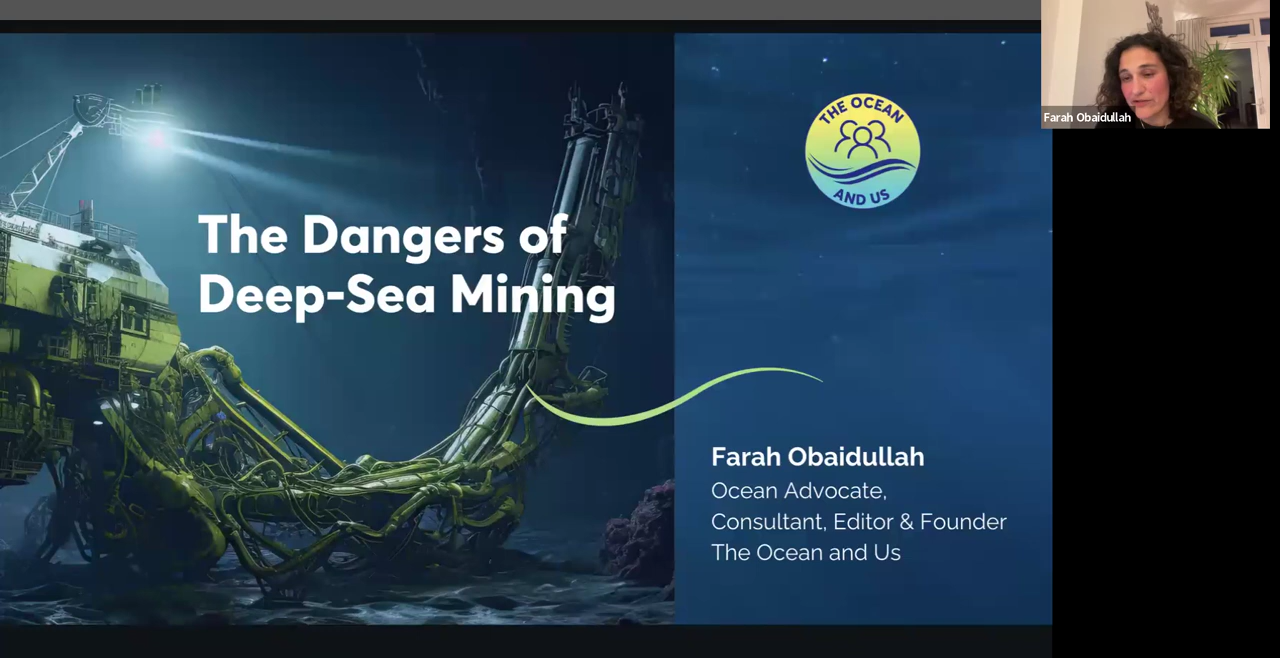 The Dangers of
Deep-Sea Mining
THE OCEAN
AND US
Farah Obaidullah
Ocean Advocate,
Consultant, Editor & Founder
The Ocean and Us
Farah Obaidullah